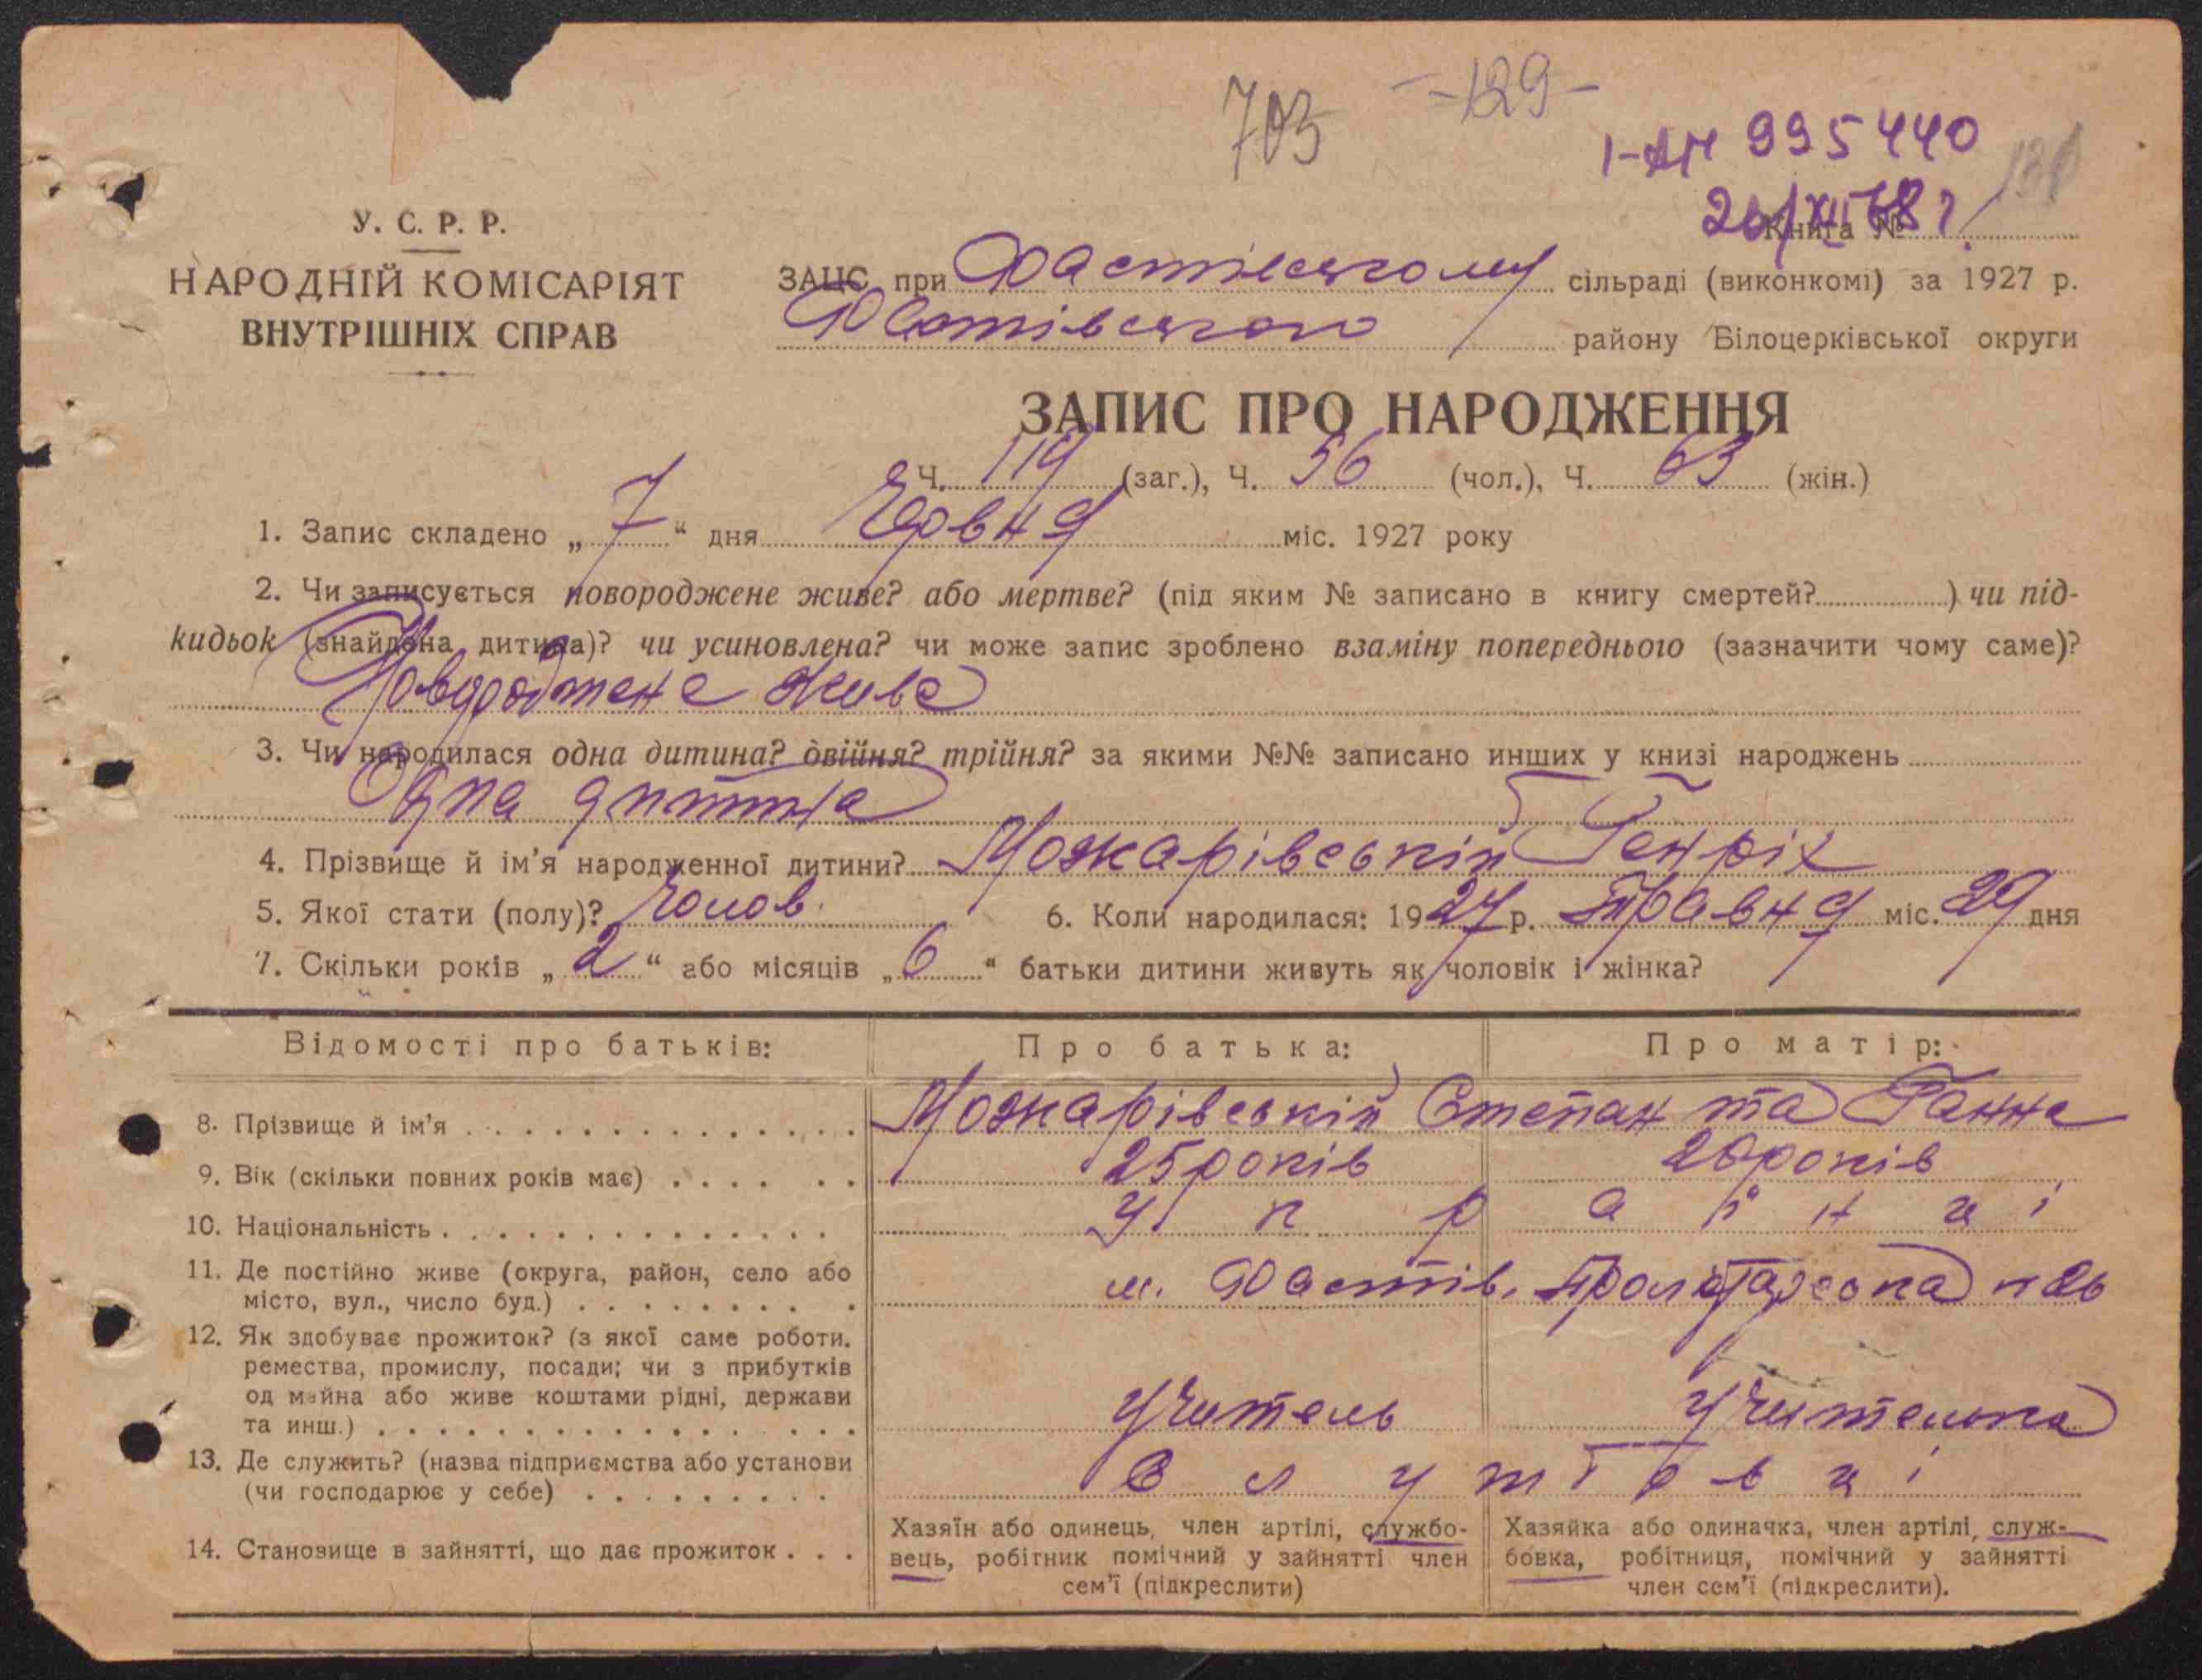 703 -129-
I-АМ 995440
У. С. Р. Р.
Книга №
НАРОДНІЙ КОМІСАРІЯТ
ВНУТРІШНІХ СПРАВ
ЗАЦС при Фастівському сільраді (виконкомі) за 1927 р.
Фастівського району Білоцерківської округи
ЗАПИС ПРО НАРОДЖЕННЯ
Ч. 119 (заг.), Ч. 56 (чол.), Ч. 63 (жін.)
1. Запис складено „7“ дня Червня міс. 1927 року
2. Чи записується новороджене живе? або мертве? (під яким № записано в книгу смертей?) чи під-
кидьок (знайдена дитина)? чи усиновлена? чи може запис зроблено взаміну попереднього (зазначити чому саме)?
Новороджене живе
3. Чи народилася одна дитина? двійня? трійня? за якими №№ записано инших у книзі народжень
Одна дитина
4. Прізвище й ім'я народженної дитини? Можарівській Генріх
5. Якої стати (полу)? Чолов. 6. Коли народилася: 1927 р. Травня міс. 29 дня
7. Скільки років „2“ або місяців „6“ батьки дитини живуть як чоловік і жінка?
Відомості про батьків: Про батька: Про матір:
8. Прізвище й ім'я Можарівській Степан та Ганна
9. Вік (скільки повних років має) 25 років 20 років
10. Національність Українці
11. Де постійно живе (округа, район, село або
місто, вул., число буд.) м. Фастів. Пролетарська № 26
12. Як здобуває прожиток? (з якої саме роботи.
ремества, промислу, посади; чи з прибутків
од майна або живе коштами рідні, держави
та инш.) Учитель Учителька
13. Де служить? (назва підприємства або установи
(чи господарює у себе) Службовці
14. Становище в зайнятті, що дає прожиток
Хазяїн або одинець, член артілі, службо-
вець, робітник помічний у зайнятті член
сем'ї (підкреслити)
Хазяйка або одиначка, член артілі, служ-
бовка, робітниця, помічний у зайнятті
член сем'ї (підкреслити).